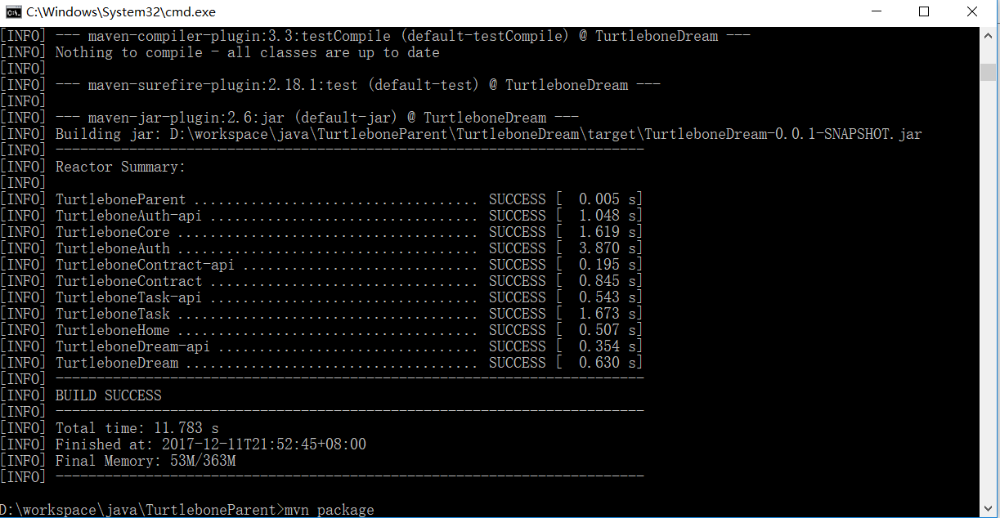 C:\Windows\System32\cmd.exe
[INFO] --- maven-compiler-plugin:3.3:testCompile (default-testCompile) @ TurtleboneDream ---
[INFO] Nothing to compile - all classes are up to date
[INFO]
[INFO] --- maven-surefire-plugin:2.18.1:test (default-test) @ TurtleboneDream ---
[INFO]
[INFO] --- maven-jar-plugin:2.6:jar (default-jar) @ TurtleboneDream ---
[INFO] Building jar: D:\workspace\java\TurtleboneParent\TurtleboneDream\target\TurtleboneDream-0.0.1-SNAPSHOT.jar
[INFO] ------------------------------------------------------------------------
[INFO] Reactor Summary:
[INFO]
[INFO] TurtleboneParent ................................... SUCCESS [  0.005 s]
[INFO] TurtleboneAuth-api ................................. SUCCESS [  1.048 s]
[INFO] TurtleboneCore ..................................... SUCCESS [  1.619 s]
[INFO] TurtleboneAuth ..................................... SUCCESS [  3.870 s]
[INFO] TurtleboneContract-api ............................. SUCCESS [  0.195 s]
[INFO] TurtleboneContract ................................. SUCCESS [  0.845 s]
[INFO] TurtleboneTask-api ................................. SUCCESS [  0.543 s]
[INFO] TurtleboneTask ..................................... SUCCESS [  1.673 s]
[INFO] TurtleboneHome ..................................... SUCCESS [  0.507 s]
[INFO] TurtleboneDream-api ................................ SUCCESS [  0.354 s]
[INFO] TurtleboneDream .................................... SUCCESS [  0.630 s]
[INFO] ------------------------------------------------------------------------
[INFO] BUILD SUCCESS
[INFO] ------------------------------------------------------------------------
[INFO] Total time: 11.783 s
[INFO] Finished at: 2017-12-11T21:52:45+08:00
[INFO] Final Memory: 53M/363M
[INFO] ------------------------------------------------------------------------
D:\workspace\java\TurtleboneParent>mvn package